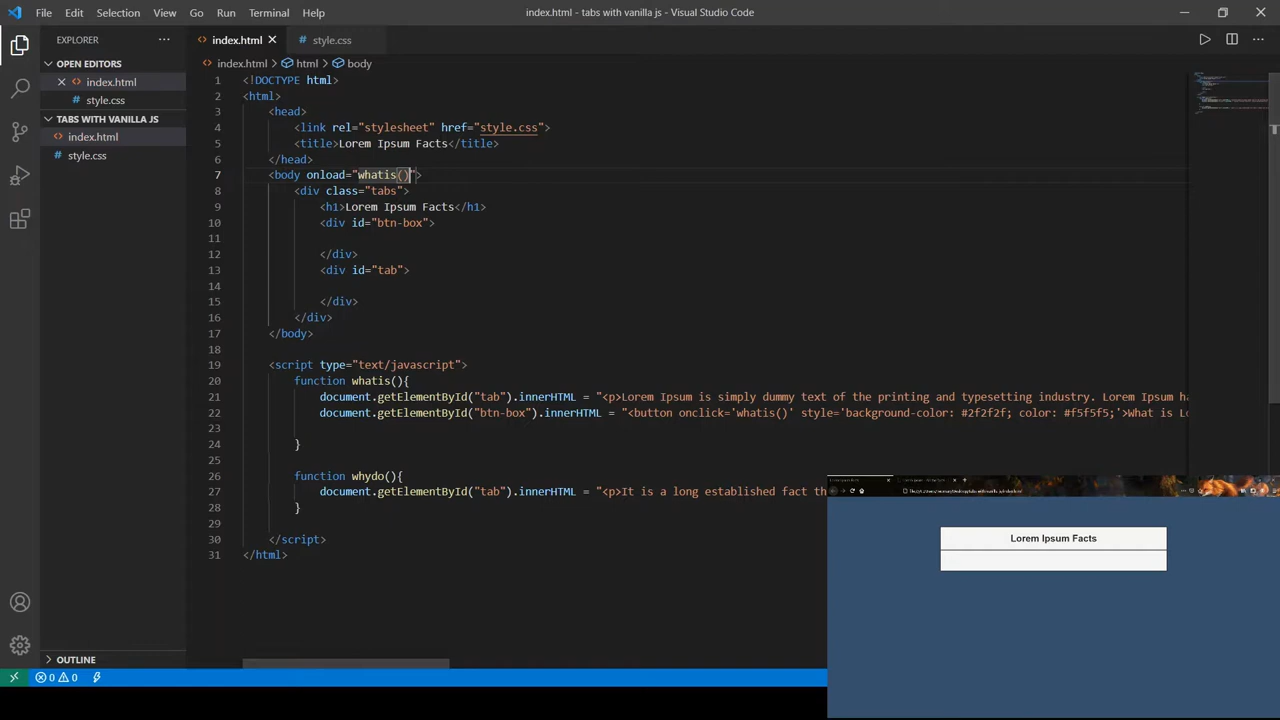 File Edit Selection View Go Run Terminal Help
index.html - tabs with vanilla js - Visual Studio Code
EXPLORER
OPEN EDITORS
index.html
style.css
TABS WITH VANILLA JS
index.html
style.css
OUTLINE
index.html
style.css
index.html > html > body
1 <!DOCTYPE html>
2 <html>
3 <head>
4 <link rel="stylesheet" href="style.css">
5 <title>Lorem Ipsum Facts</title>
6 </head>
7 <body onload="whatis()">
8 <div class="tabs">
9 <h1>Lorem Ipsum Facts</h1>
10 <div id="btn-box">
11
12 </div>
13 <div id="tab">
14
15 </div>
16 </div>
17 </body>
18
19 <script type="text/javascript">
20 function whatis(){
21 document.getElementById("tab").innerHTML = "<p>Lorem Ipsum is simply dummy text of the printing and typesetting industry. Lorem Ipsum ha
22 document.getElementById("btn-box").innerHTML = "<button onclick='whatis()' style='background-color: #2f2f2f; color: #f5f5f5;'>What is Lo
23
24 }
25
26 function whydo(){
27 document.getElementById("tab").innerHTML = "<p>It is a long established fact th
28 }
29
30 </script>
31 </html>
0 0
Lorem Ipsum Facts